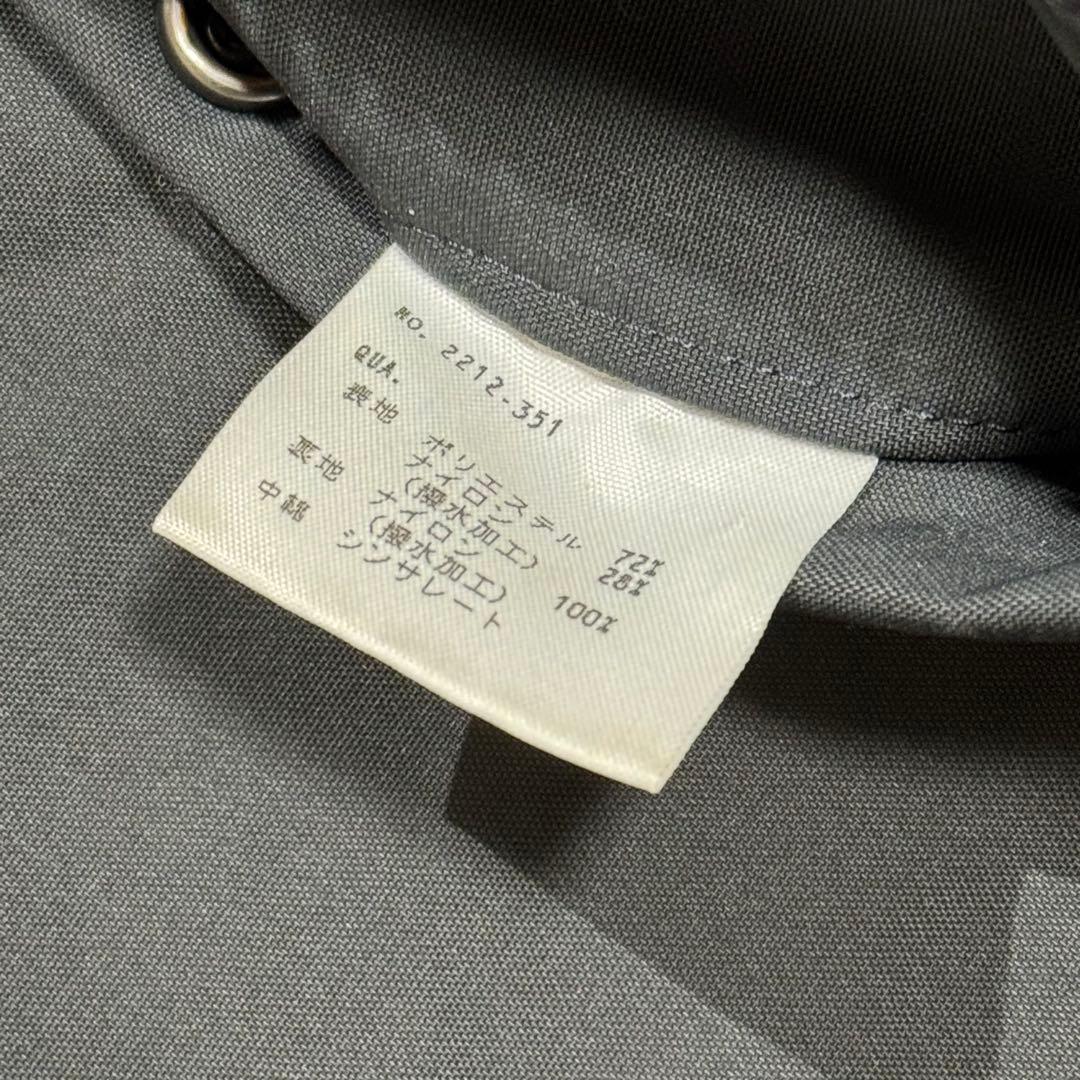 NO. 2212-351
QUA.
表地 ポリエステル 72%
ナイロン 28%
(撥水加工)
裏地 ナイロン 100%
(撥水加工)
中綿 シンサレート